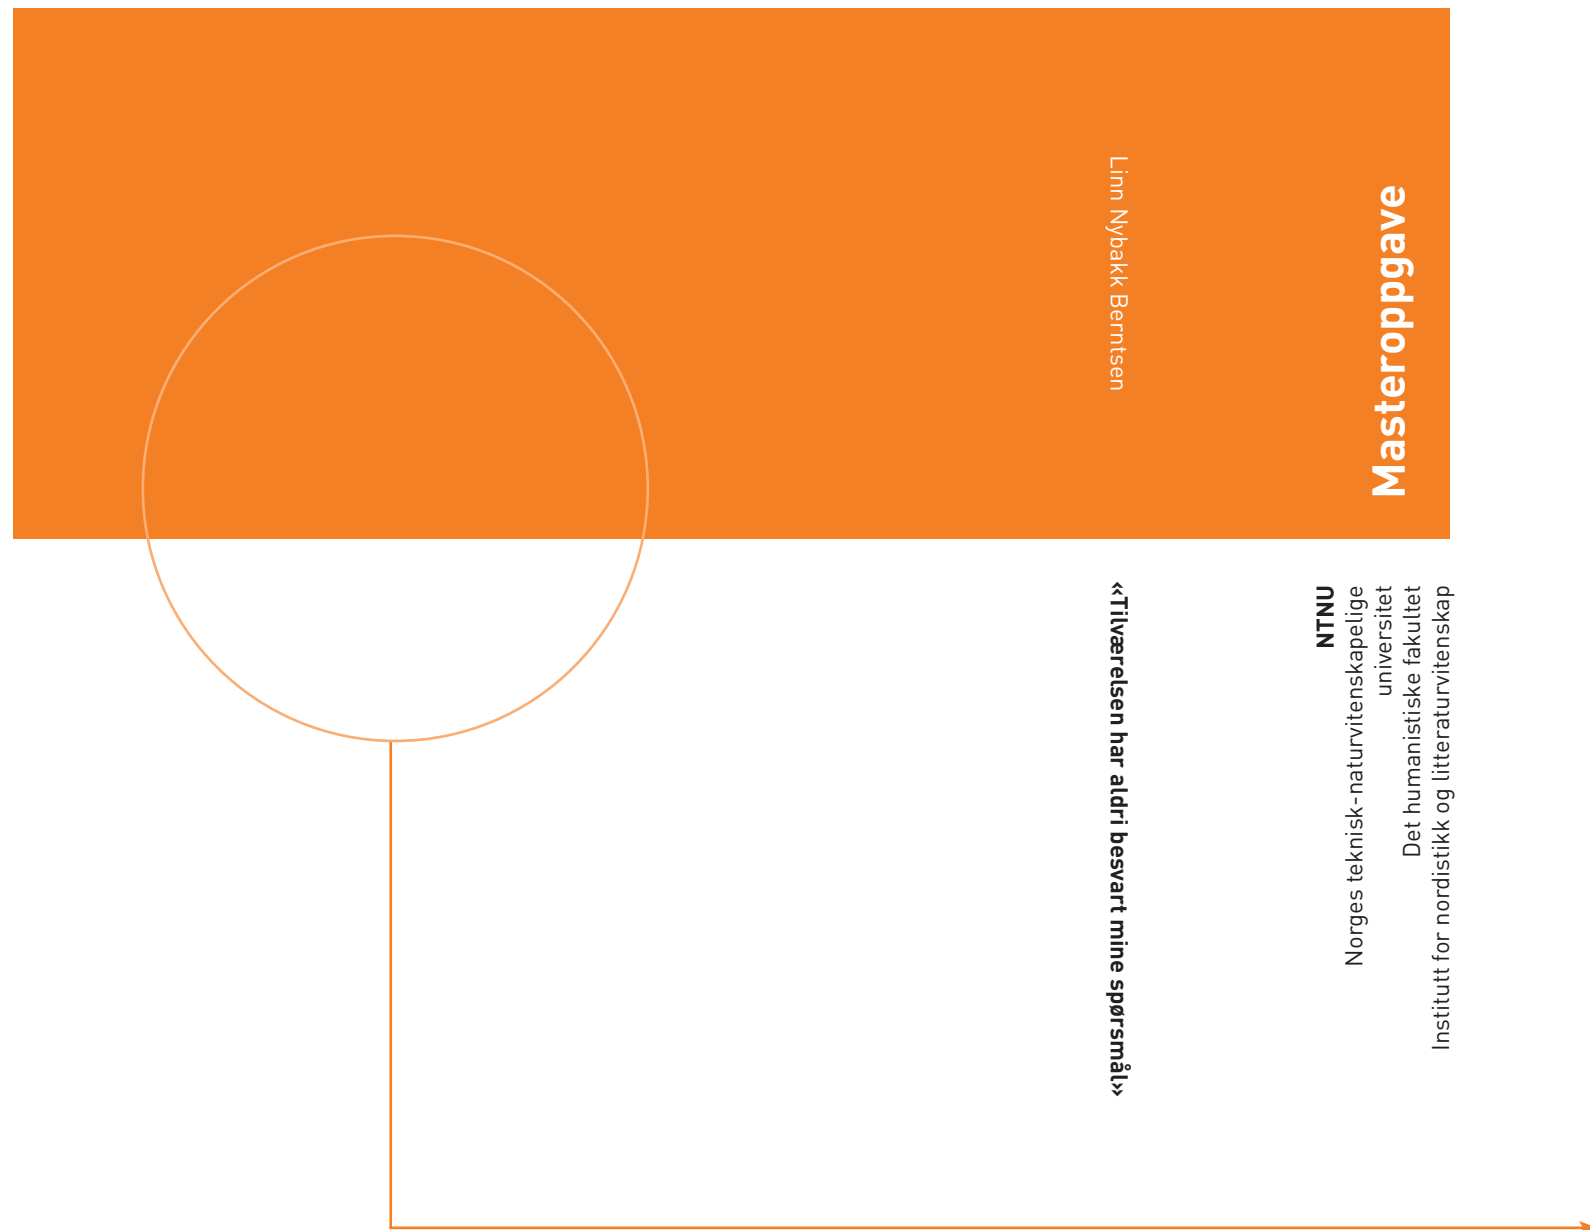 Masteroppgave
Linn Nybakk Berntsen
«Tilværelsen har aldri besvart mine spørsmål»
NTNU
Norges teknisk-naturvitenskapelige
universitet
Det humanistiske fakultet
Institutt for nordistikk og litteraturvitenskap